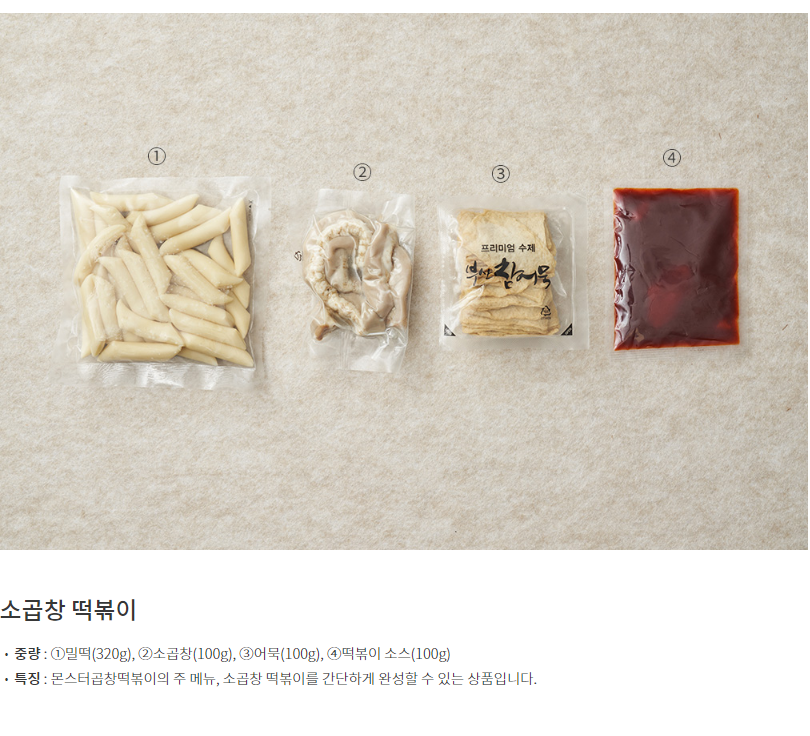 ①
②
③
④
프리미엄 수제
부산 참어묵
소곱창 떡볶이
• 중량 : ①밀떡(320g), ②소곱창(100g), ③어묵(100g), ④떡볶이 소스(100g)
• 특징 : 몬스터곱창떡볶이의 주 메뉴, 소곱창 떡볶이를 간단하게 완성할 수 있는 상품입니다.